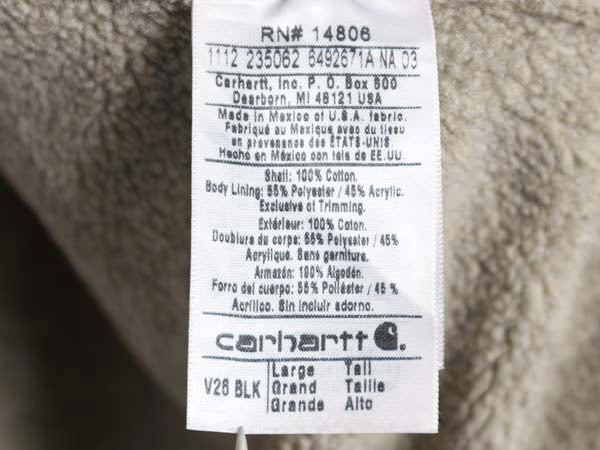 RN# 14806
1112 235062 6492671A NA 03
Carhartt, Inc. P. O. Box 600
Dearborn, MI 48121 USA
Made in Mexico of U.S.A. fabric.
Fabriqué au Mexique avec du tissu
en provenance des ÉTATS-UNIS.
Hecho en México con tela de EE.UU.
Shell: 100% Cotton.
Body Lining: 55% Polyester / 45% Acrylic.
Exclusive of Trimming.
Extérieur: 100% Coton.
Doublure du corps: 55% Polyester / 45%
Acrylique. Sans garniture.
Armazón: 100% Algodón.
Forro del cuerpo: 55% Poliéster / 45 %
Acrílico. Sin incluir adorno.
carhartt
V26 BLK
Large Tall
Grand Taille
Grande Alto